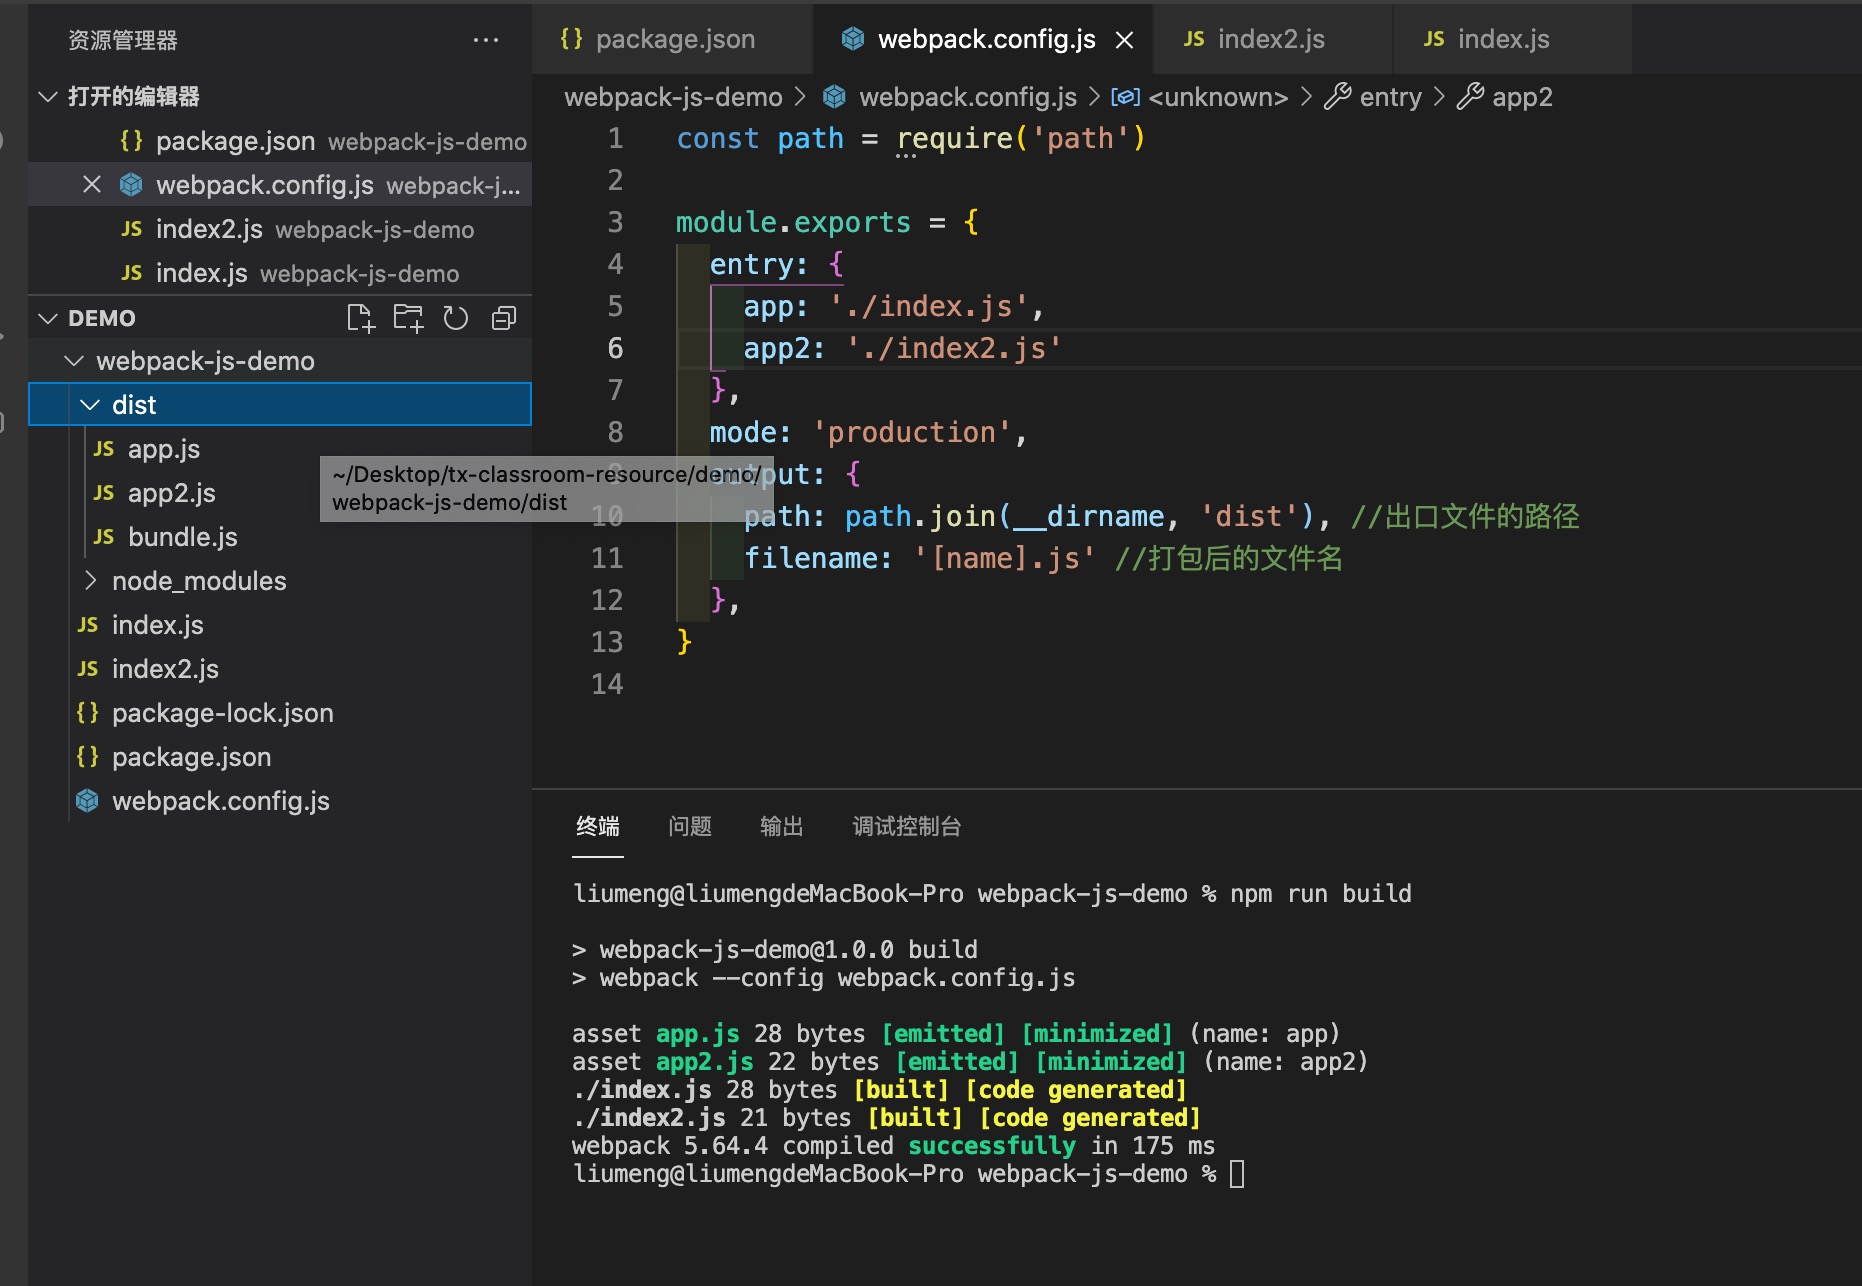 资源管理器
打开的编辑器
{} package.json webpack-js-demo
webpack.config.js webpack-j...
JS index2.js webpack-js-demo
JS index.js webpack-js-demo
DEMO
webpack-js-demo
dist
JS app.js
JS app2.js
JS bundle.js
~/Desktop/tx-classroom-resource/demo/
webpack-js-demo/dist
node_modules
JS index.js
JS index2.js
{} package-lock.json
{} package.json
webpack.config.js
{} package.json webpack.config.js JS index2.js JS index.js
webpack-js-demo > webpack.config.js > <unknown> > entry > app2
1 const path = require('path')
2
3 module.exports = {
4 entry: {
5 app: './index.js',
6 app2: './index2.js'
7 },
8 mode: 'production',
9 output: {
10 path: path.join(__dirname, 'dist'), //出口文件的路径
11 filename: '[name].js' //打包后的文件名
12 },
13 }
14
终端 问题 输出 调试控制台
liumeng@liumengdeMacBook-Pro webpack-js-demo % npm run build
> webpack-js-demo@1.0.0 build
> webpack --config webpack.config.js
asset app.js 28 bytes [emitted] [minimized] (name: app)
asset app2.js 22 bytes [emitted] [minimized] (name: app2)
./index.js 28 bytes [built] [code generated]
./index2.js 21 bytes [built] [code generated]
webpack 5.64.4 compiled successfully in 175 ms
liumeng@liumengdeMacBook-Pro webpack-js-demo %